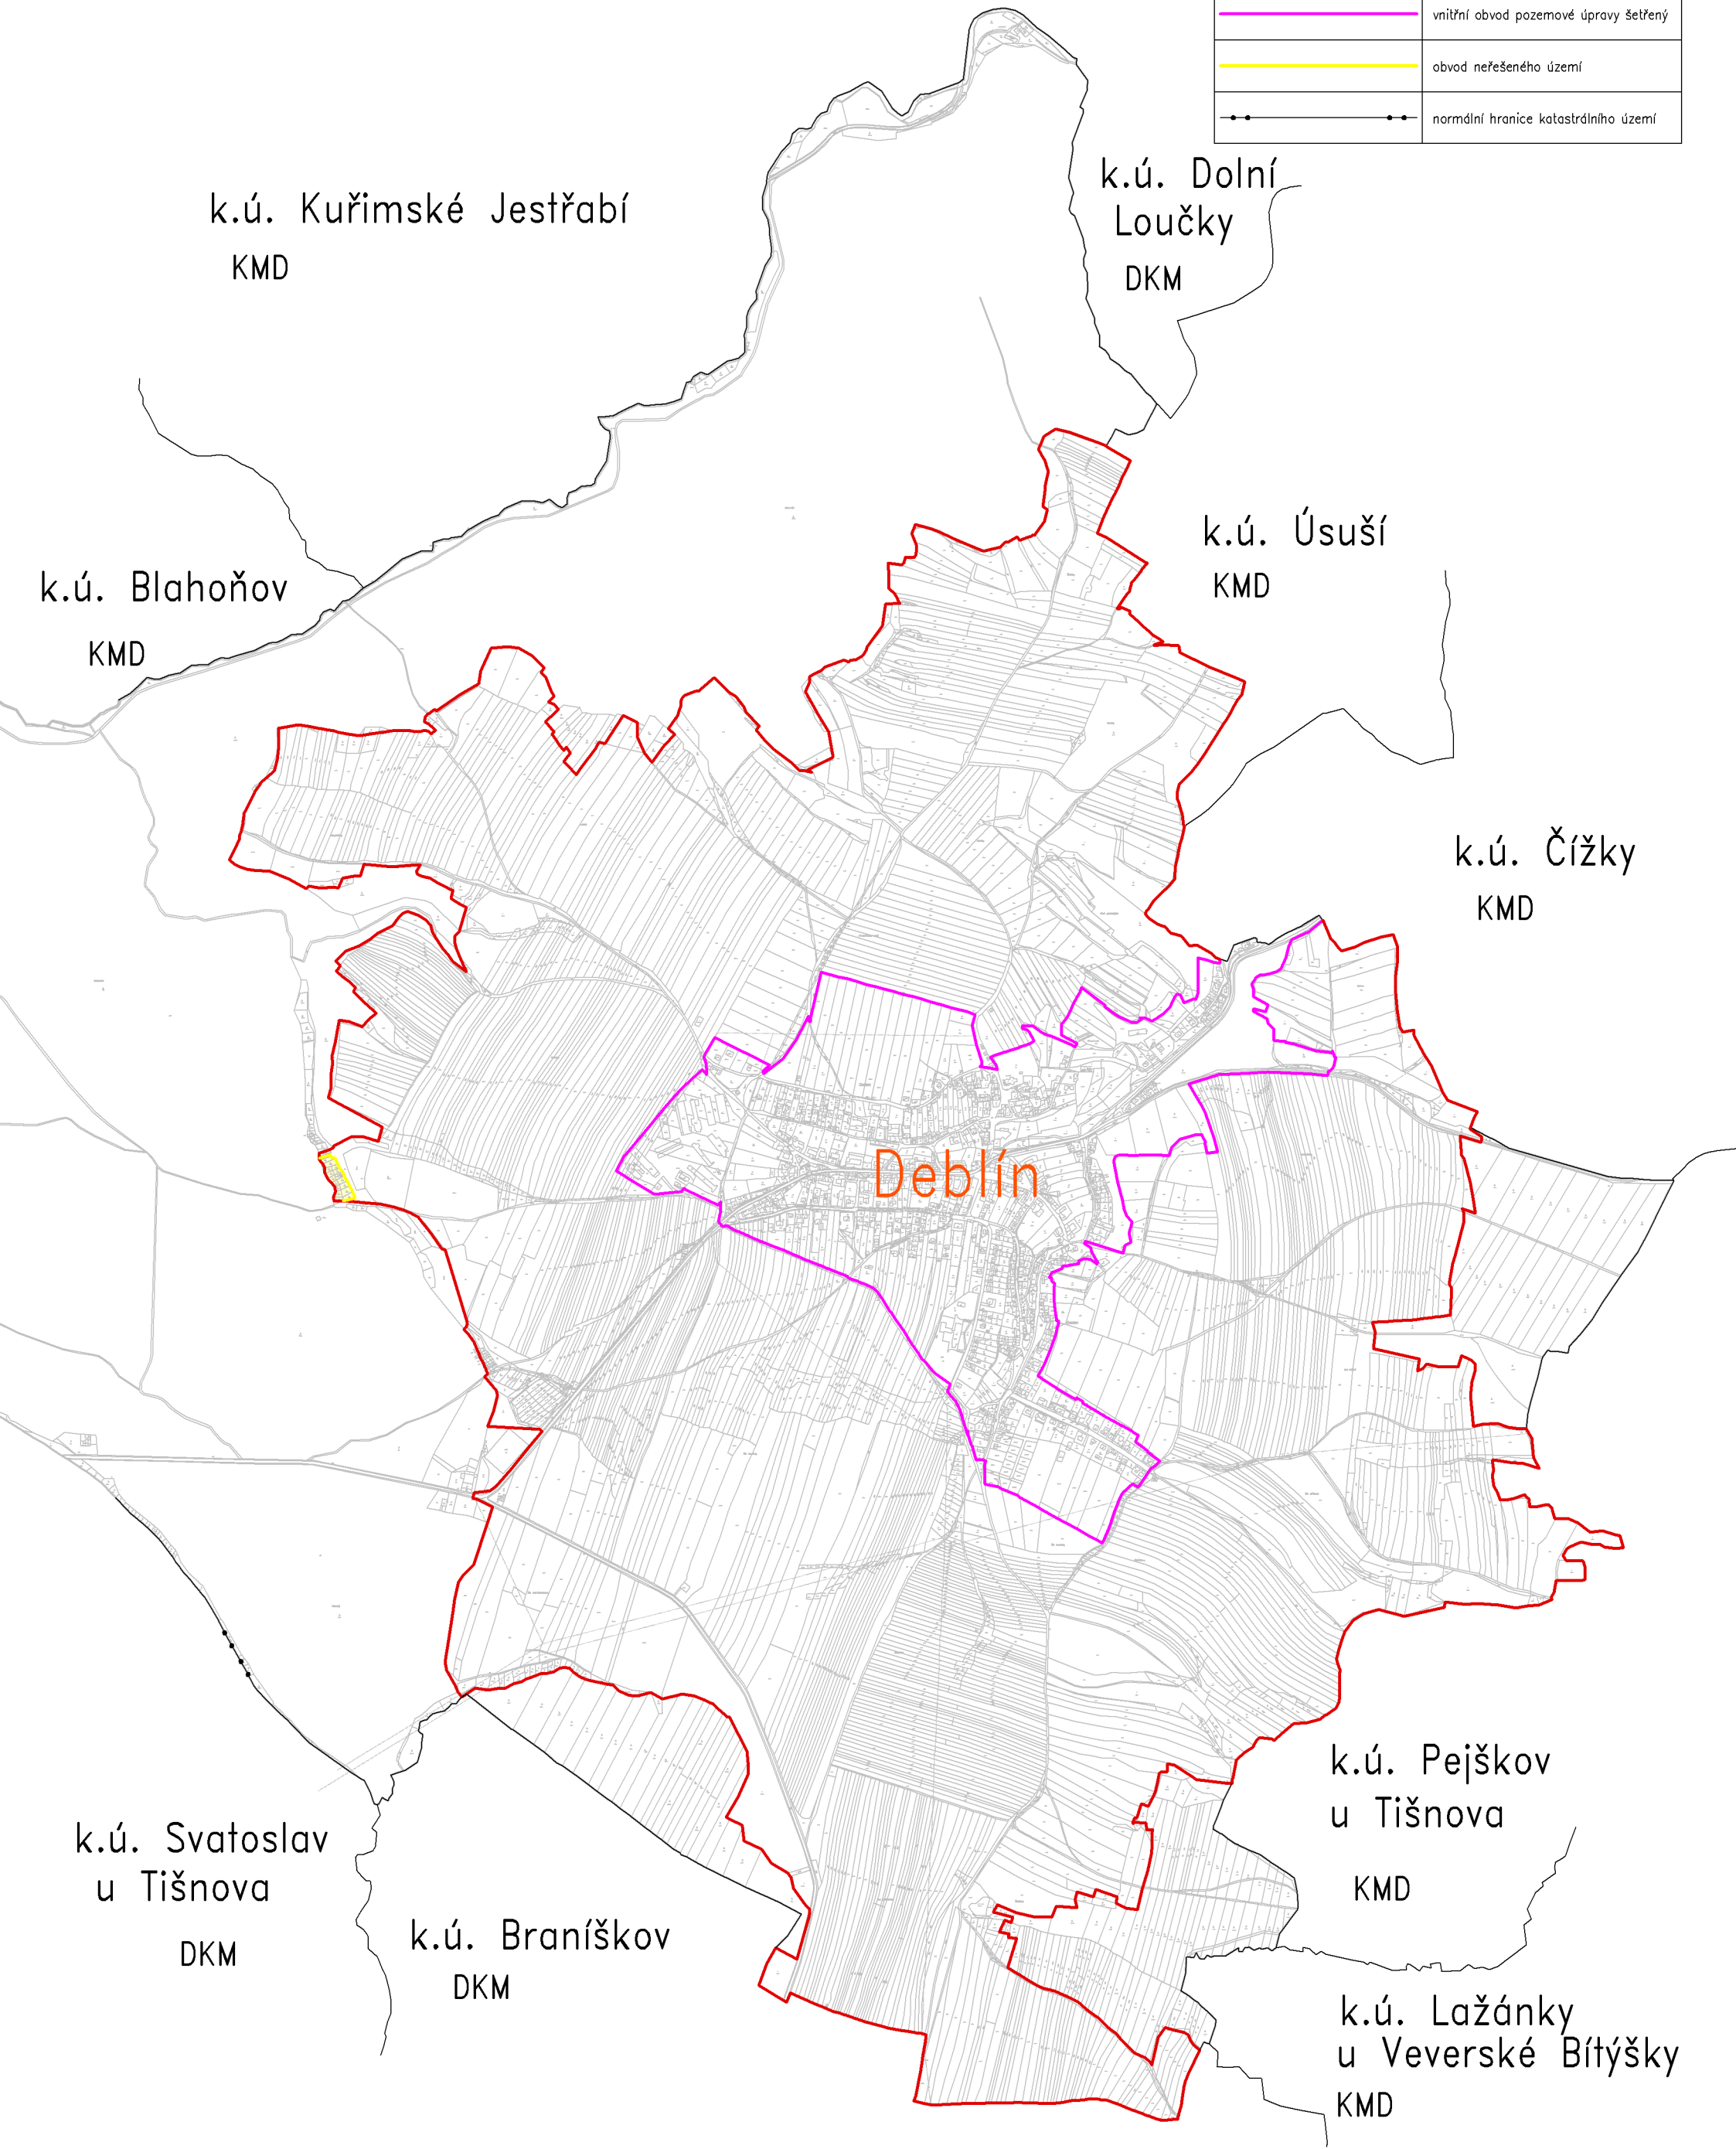 vnitřní obvod pozemové úpravy šetřený
obvod neřešeného území
normální hranice katastrálního území
k.ú. Dolní
Loučky
DKM
k.ú. Kuřimské Jestřabí
KMD
k.ú. Úsuší
KMD
k.ú. Blahoňov
KMD
k.ú. Čížky
KMD
Deblín
k.ú. Pejškov
u Tišnova
KMD
k.ú. Svatoslav
u Tišnova
DKM
k.ú. Braníškov
DKM
k.ú. Lažánky
u Veverské Bítýšky
KMD